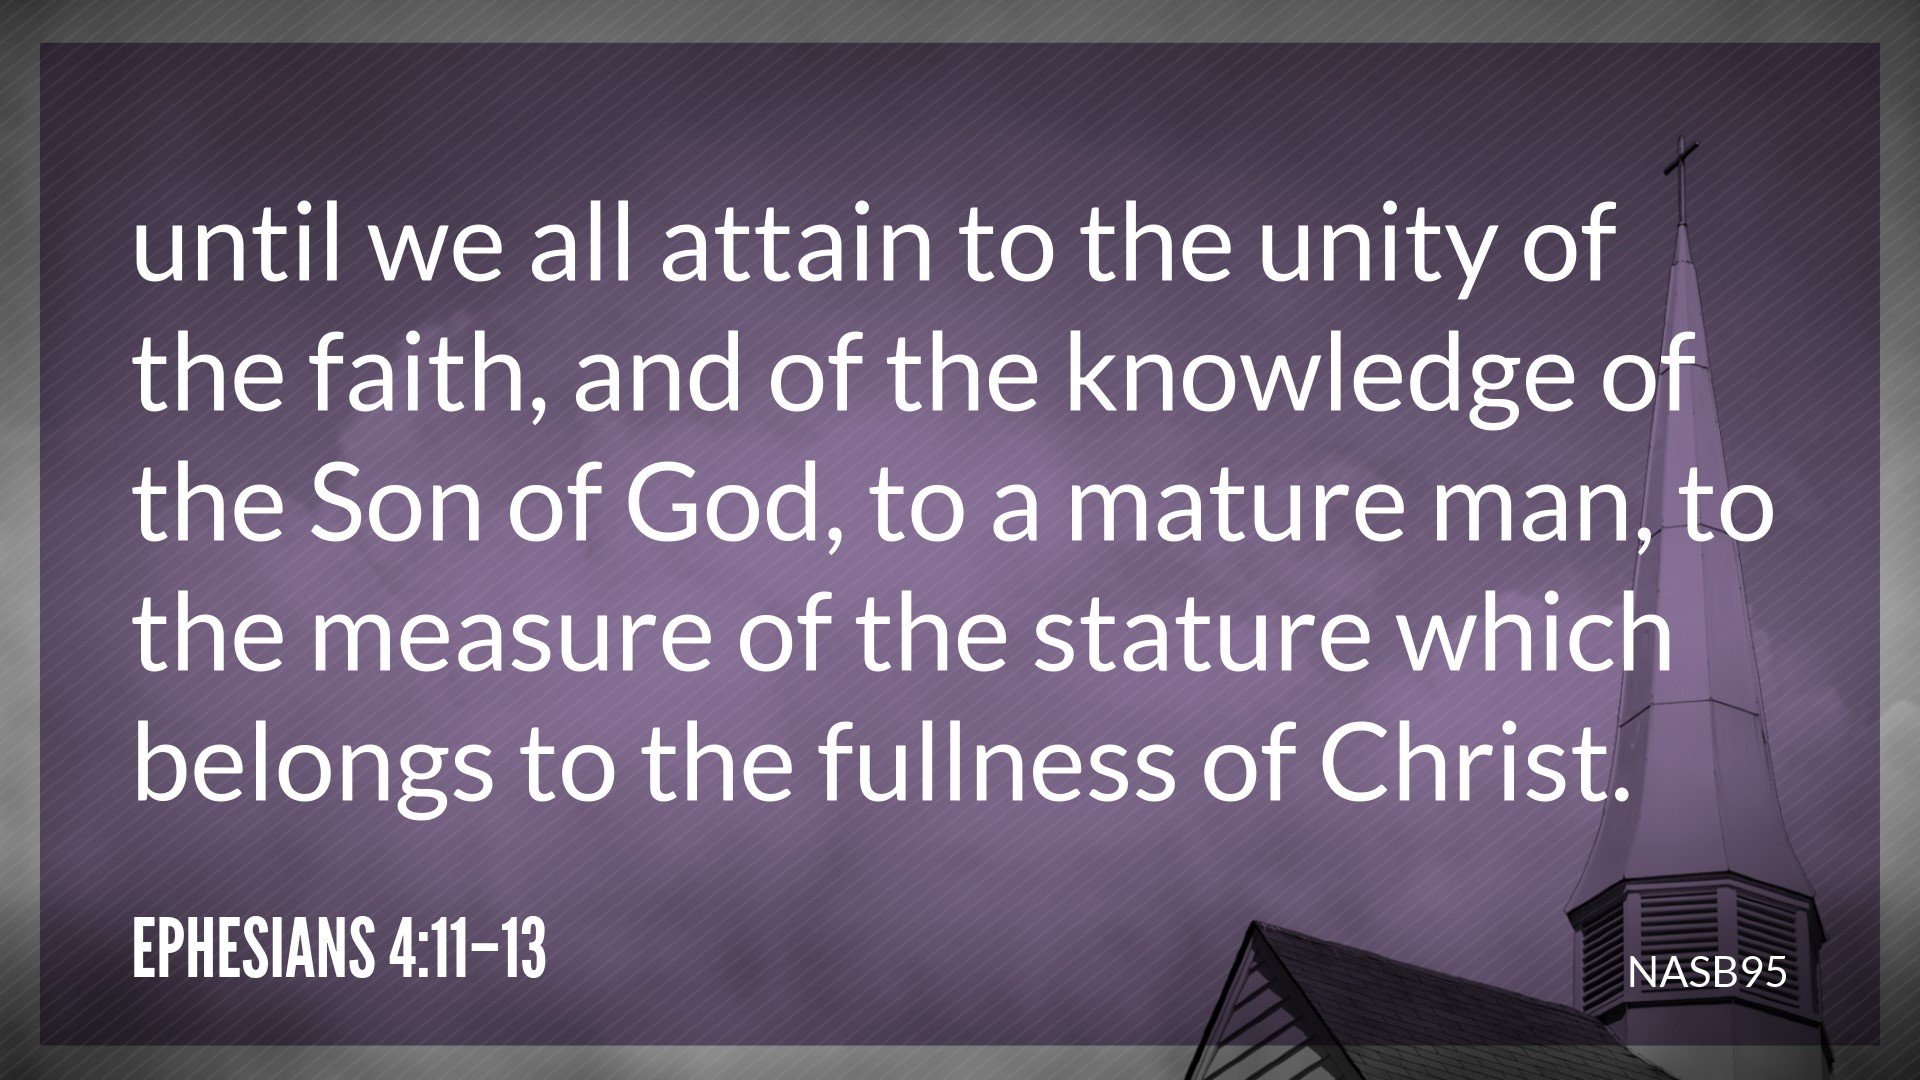 until we all attain to the unity of
the faith, and of the knowledge of
the Son of God, to a mature man, to
the measure of the stature which
belongs to the fullness of Christ.
EPHESIANS 4:11–13
NASB95